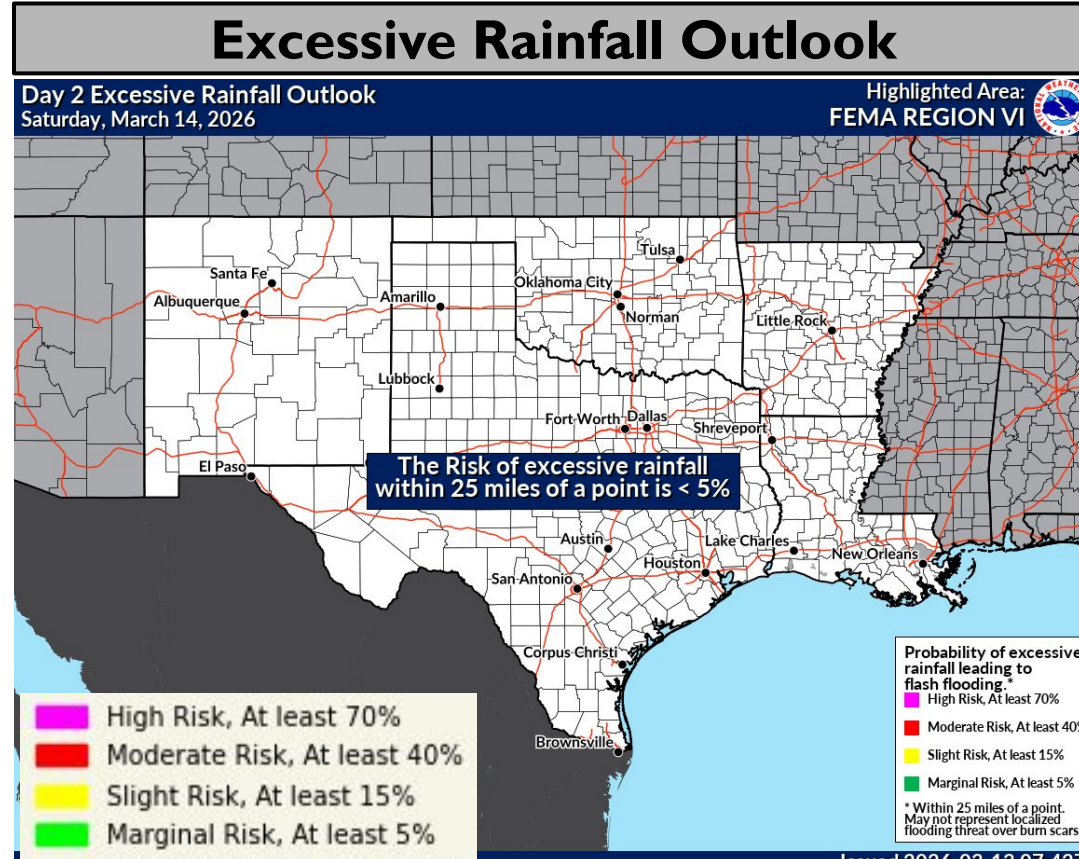 Excessive Rainfall Outlook
Day 2 Excessive Rainfall Outlook
Saturday, March 14, 2026
Highlighted Area:
FEMA REGION VI
Tulsa
Santa Fe
Oklahoma City
Albuquerque
Amarillo
Norman
Little Rock
Lubbock
Fort Worth
Dallas
Shreveport
El Paso
The Risk of excessive rainfall
within 25 miles of a point is < 5%
Austin
Lake Charles
New Orleans
Houston
San Antonio
Corpus Christi
Brownsville
High Risk, At least 70%
Moderate Risk, At least 40%
Slight Risk, At least 15%
Marginal Risk, At least 5%
Probability of excessive
rainfall leading to
flash flooding.*
High Risk, At least 70%
Moderate Risk, At least 40%
Slight Risk, At least 15%
Marginal Risk, At least 5%
* Within 25 miles of a point.
May not represent localized
flooding threat over burn scars
Issued